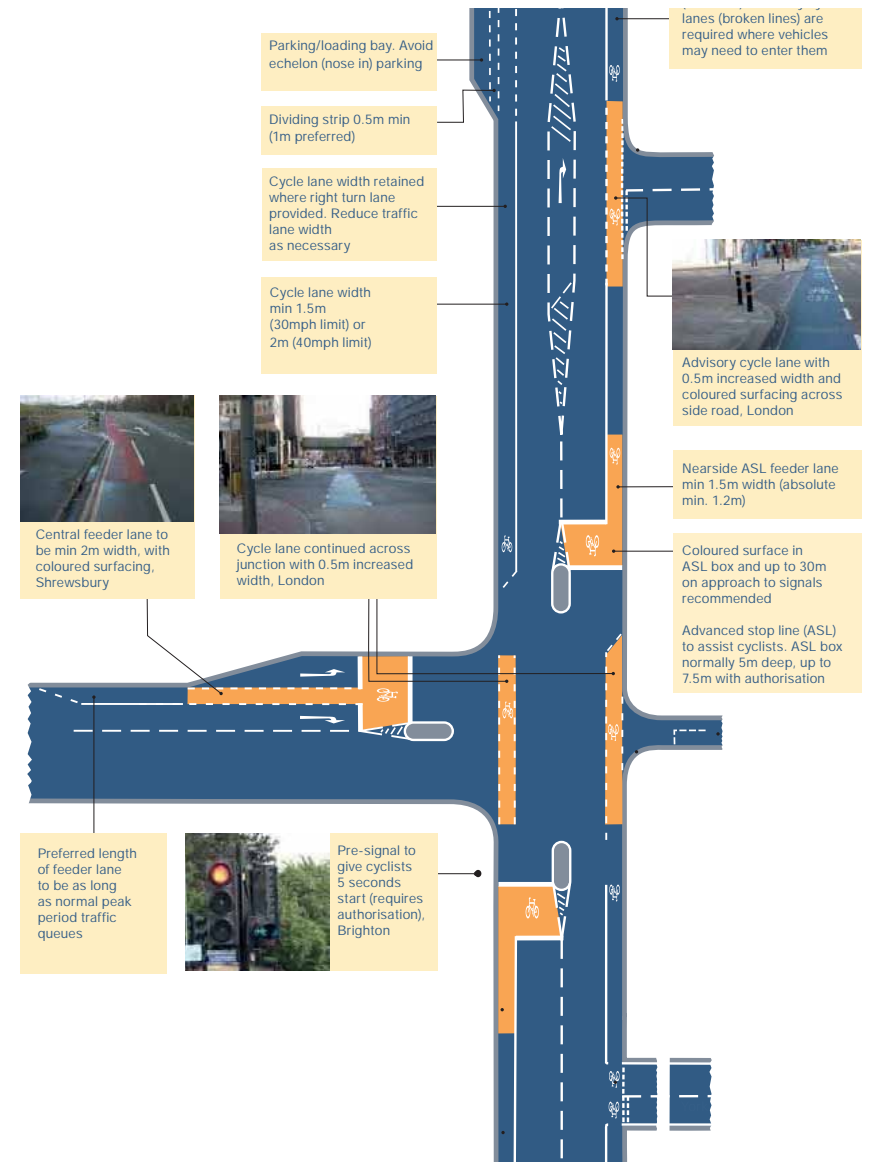 lanes (broken lines) are
required where vehicles
may need to enter them
Parking/loading bay. Avoid
echelon (nose in) parking
Dividing strip 0.5m min
(1m preferred)
Cycle lane width retained
where right turn lane
provided. Reduce traffic
lane width
as necessary
Cycle lane width
min 1.5m
(30mph limit) or
2m (40mph limit)
Advisory cycle lane with
0.5m increased width and
coloured surfacing across
side road, London
Nearside ASL feeder lane
min 1.5m width (absolute
min. 1.2m)
Central feeder lane to
be min 2m width, with
coloured surfacing,
Shrewsbury
Cycle lane continued across
junction with 0.5m increased
width, London
Coloured surface in
ASL box and up to 30m
on approach to signals
recommended
Advanced stop line (ASL)
to assist cyclists. ASL box
normally 5m deep, up to
7.5m with authorisation
Preferred length
of feeder lane
to be as long
as normal peak
period traffic
queues
Pre-signal to
give cyclists
5 seconds
start (requires
authorisation),
Brighton